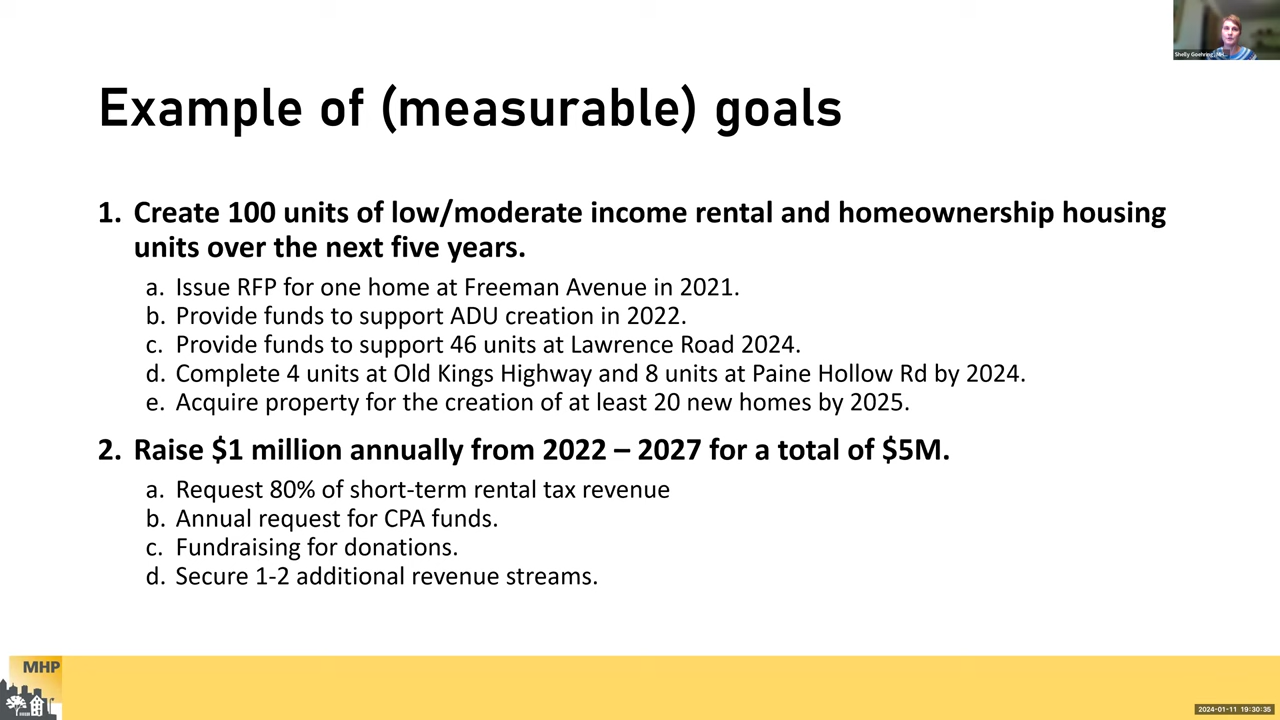 Shelly Goehring, MH...
Example of (measurable) goals
1. Create 100 units of low/moderate income rental and homeownership housing
units over the next five years.
a. Issue RFP for one home at Freeman Avenue in 2021.
b. Provide funds to support ADU creation in 2022.
c. Provide funds to support 46 units at Lawrence Road 2024.
d. Complete 4 units at Old Kings Highway and 8 units at Paine Hollow Rd by 2024.
e. Acquire property for the creation of at least 20 new homes by 2025.
2. Raise $1 million annually from 2022 – 2027 for a total of $5M.
a. Request 80% of short-term rental tax revenue
b. Annual request for CPA funds.
c. Fundraising for donations.
d. Secure 1-2 additional revenue streams.
MHP
2024-01-11 19:30:35